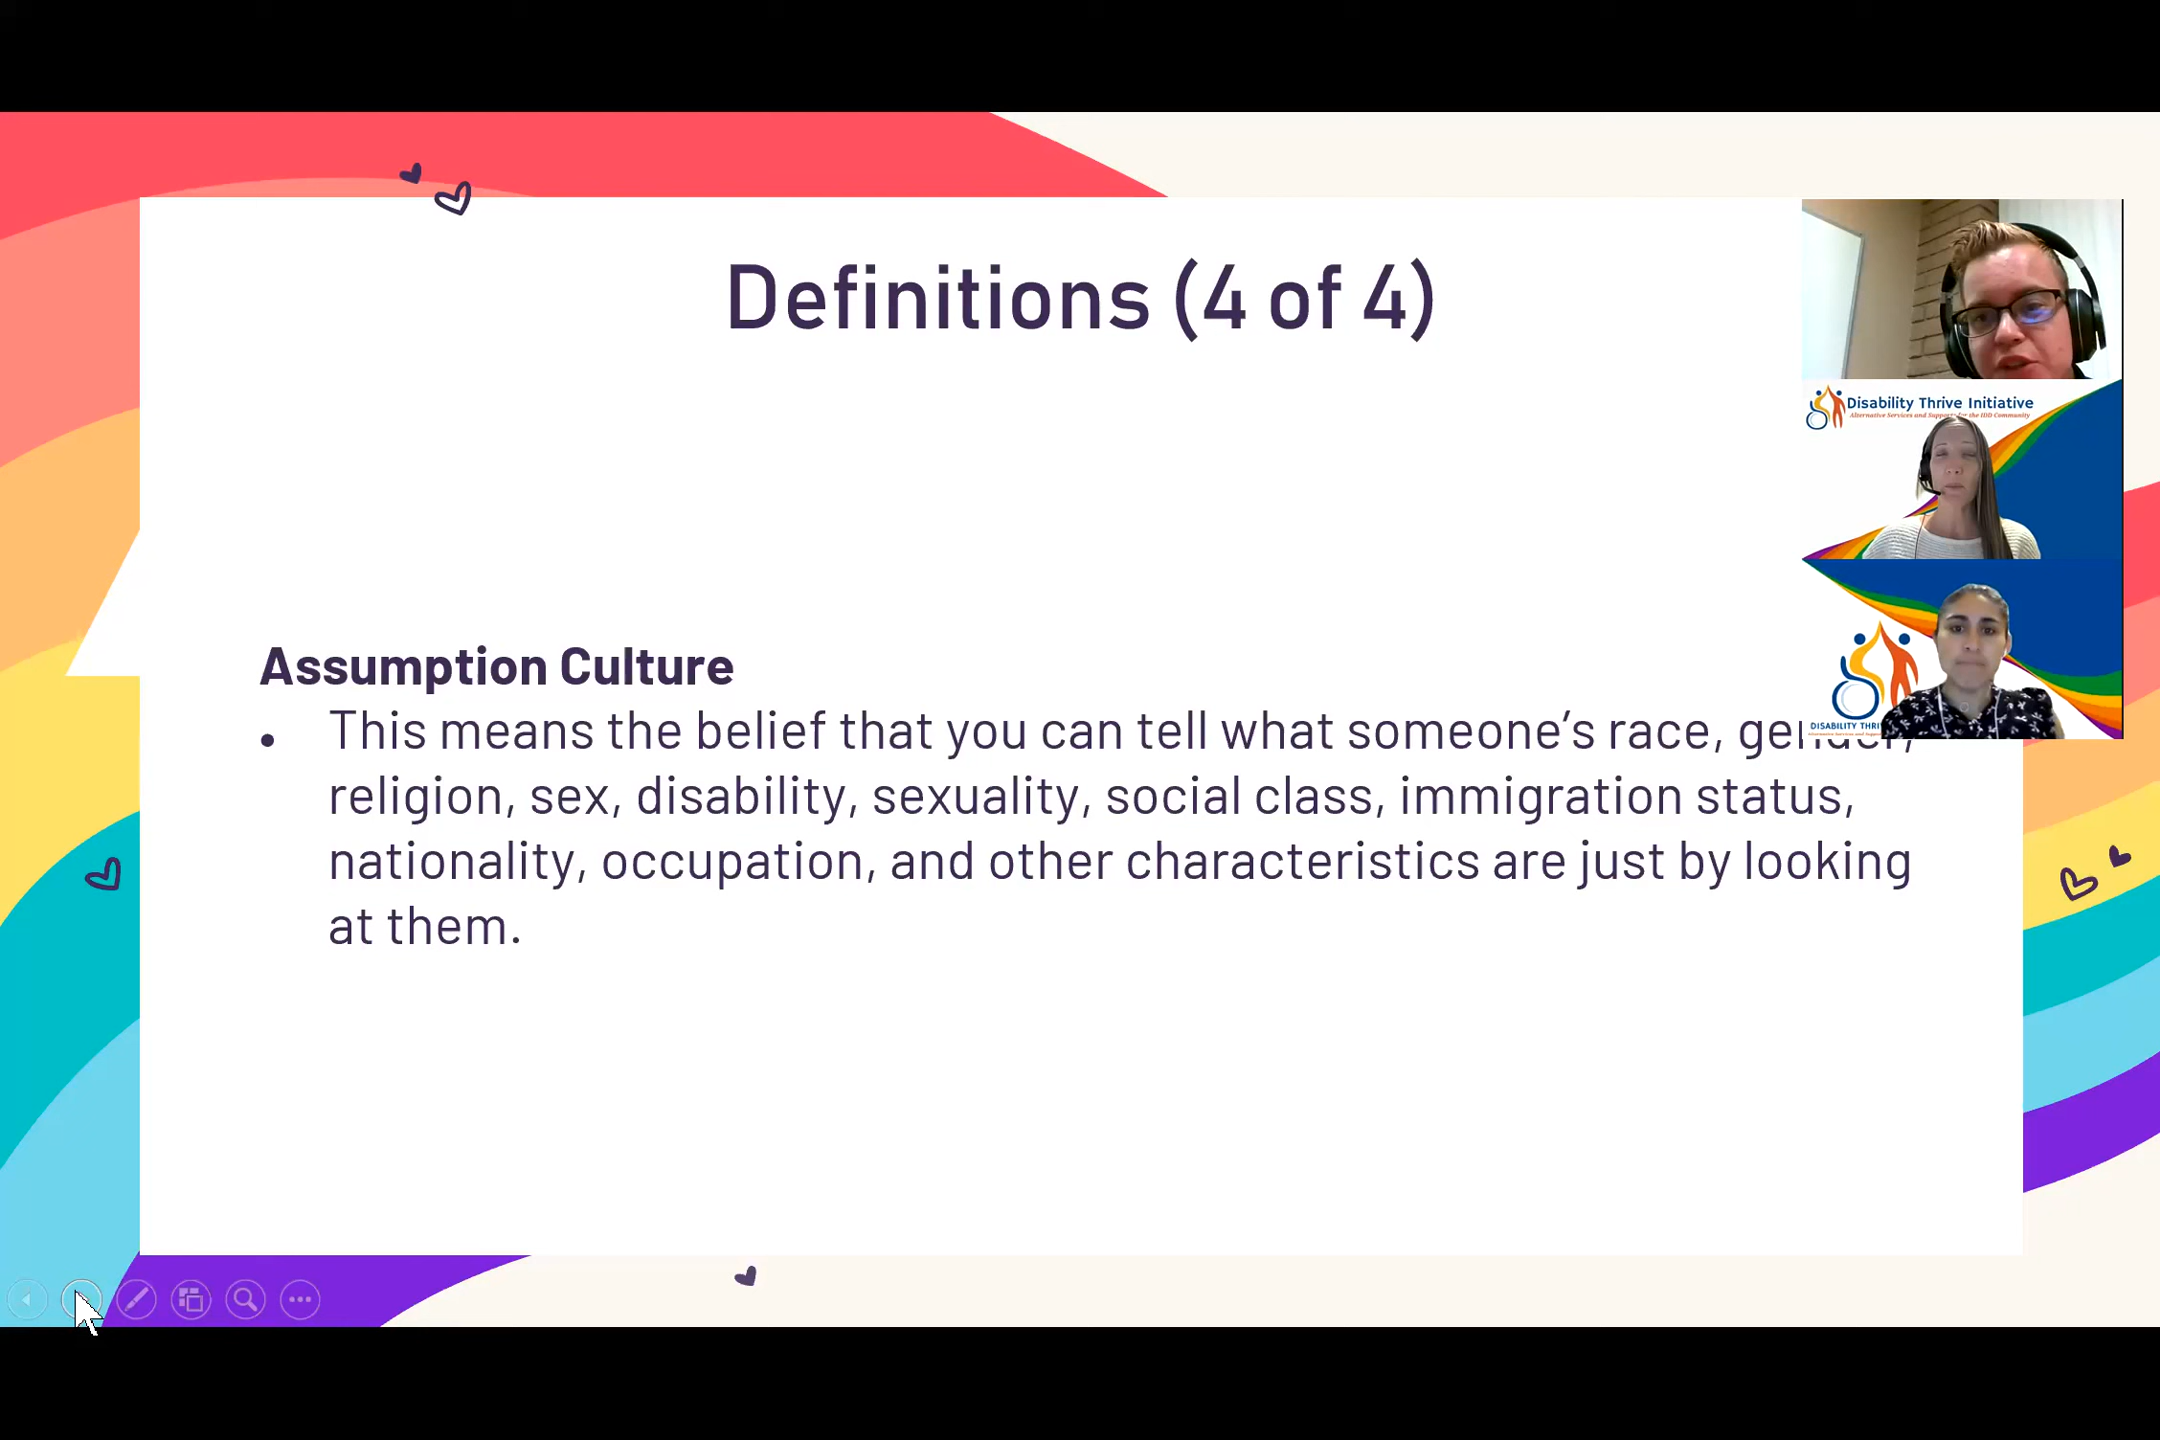 Definitions (4 of 4)
Disability Thrive Initiative
Alternative Services and Supports for the IDD Community
Assumption Culture
• This means the belief that you can tell what someone’s race, gender,
religion, sex, disability, sexuality, social class, immigration status,
nationality, occupation, and other characteristics are just by looking
at them.
DISABILITY